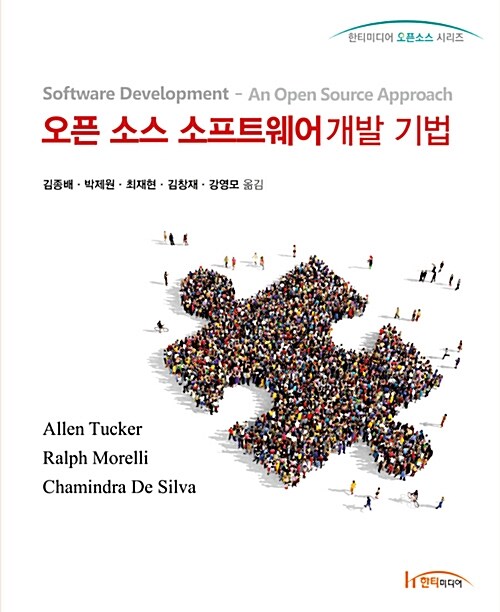 한티미디어 오픈소스 시리즈
Software Development - An Open Source Approach
오픈 소스 소프트웨어 개발 기법
김종배 · 박제원 · 최재현 · 김창재 · 강영모 옮김
Allen Tucker
Ralph Morelli
Chamindra De Silva
한티미디어